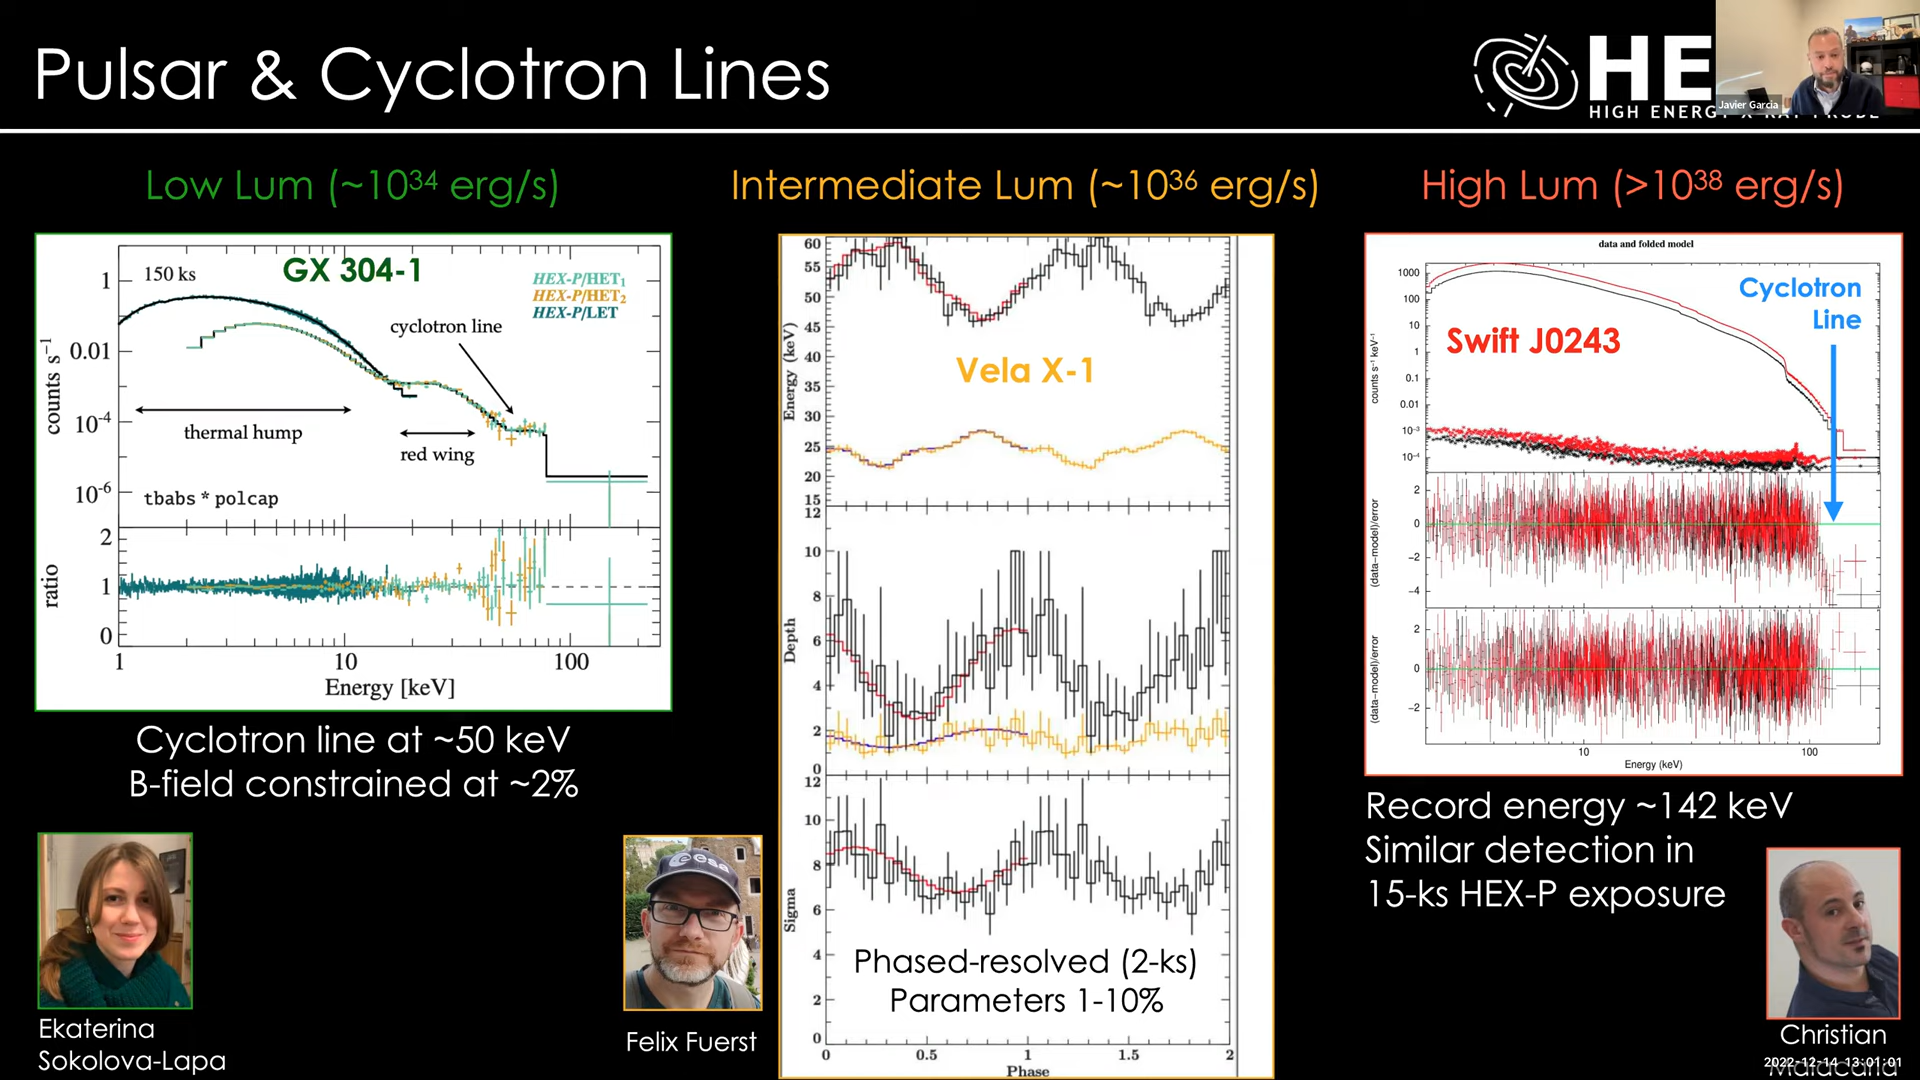 Pulsar & Cyclotron Lines
HE
HIGH ENERGY X-RAY PROBE
Javier Garcia
Low Lum (~10³⁴ erg/s)
Intermediate Lum (~10³⁶ erg/s)
High Lum (>10³⁸ erg/s)
150 ks
GX 304-1
HEX-P/HET₁
HEX-P/HET₂
HEX-P/LET
cyclotron line
thermal hump
red wing
tbabs * polcap
counts s⁻¹
1
0.01
10⁻⁴
10⁻⁶
ratio
2
1
0
1
10
100
Energy [keV]
Cyclotron line at ~50 keV
B-field constrained at ~2%
Ekaterina
Sokolova-Lapa
Felix Fuerst
esa
Vela X-1
Energy (keV)
60
55
50
45
40
35
30
25
20
15
Depth
12
10
8
6
4
2
0
Sigma
12
10
8
6
4
2
0
Phased-resolved (2-ks)
Parameters 1-10%
0
0.5
1
1.5
2
Phase
data and folded model
Cyclotron
Line
Swift J0243
counts s⁻¹ keV⁻¹
1000
100
10
1
0.1
0.01
10⁻³
10⁻⁴
(data-model)/error
2
0
−2
−4
(data-model)/error
2
0
−2
10
100
Energy (keV)
Record energy ~142 keV
Similar detection in
15-ks HEX-P exposure
Christian
Malacaria
2022-12-14 13:01:01